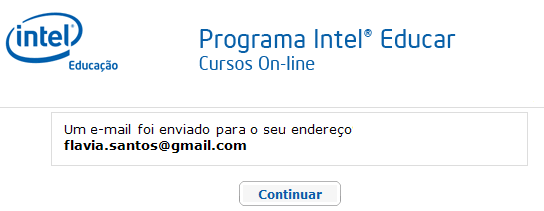 intel
Educação
Programa Intel® Educar
Cursos On-line
Um e-mail foi enviado para o seu endereço
flavia.santos@gmail.com
Continuar